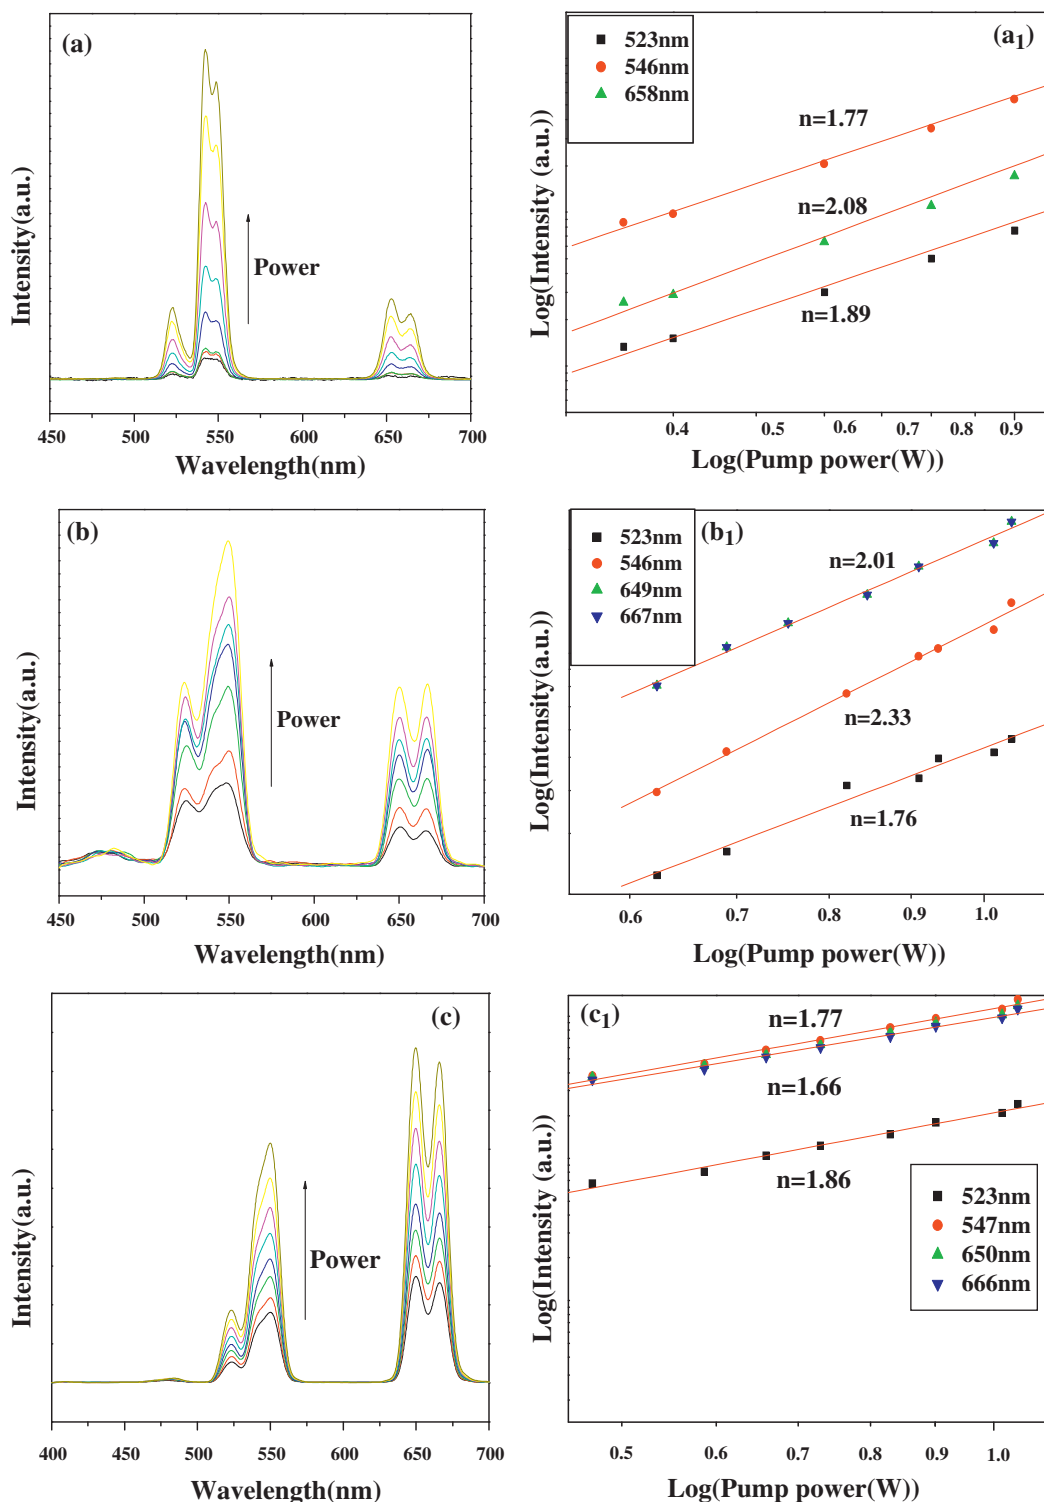 (a)
Intensity(a.u.)
Power
450 500 550 600 650 700
Wavelength(nm)
(a1)
523nm
546nm
658nm
n=1.77
n=2.08
n=1.89
Log(Intensity (a.u.))
0.4 0.5 0.6 0.7 0.8 0.9
Log(Pump power(W))
(b)
Intensity(a.u.)
Power
450 500 550 600 650 700
Wavelength(nm)
(b1)
523nm
546nm
649nm
667nm
n=2.01
n=2.33
n=1.76
Log(Intensity(a.u.))
0.6 0.7 0.8 0.9 1.0
Log(Pump power(W))
(c)
Intensity(a.u.)
Power
400 450 500 550 600 650 700
Wavelength(nm)
(c1)
n=1.77
n=1.66
n=1.86
523nm
547nm
650nm
666nm
Log(Intensity (a.u.))
0.5 0.6 0.7 0.8 0.9 1.0
Log(Pump power(W))